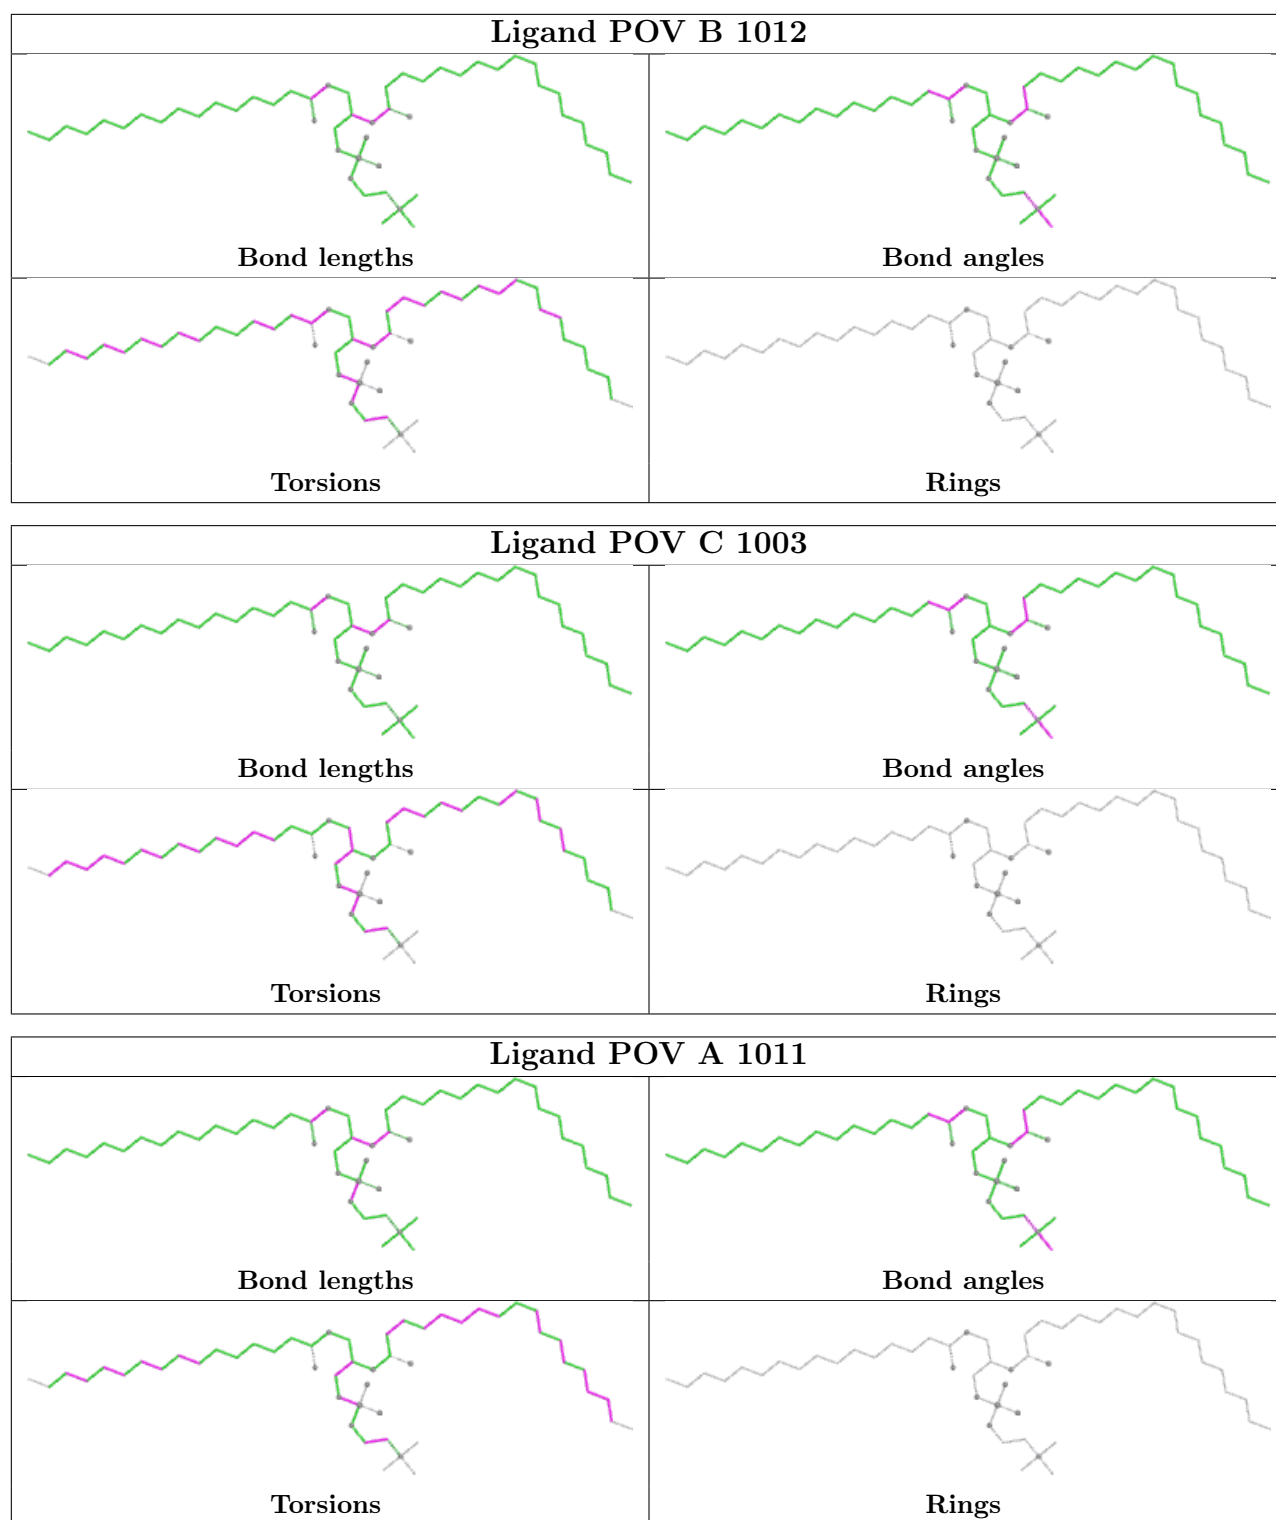 Ligand POV B 1012
Bond lengths
Bond angles
Torsions
Rings
Ligand POV C 1003
Bond lengths
Bond angles
Torsions
Rings
Ligand POV A 1011
Bond lengths
Bond angles
Torsions
Rings